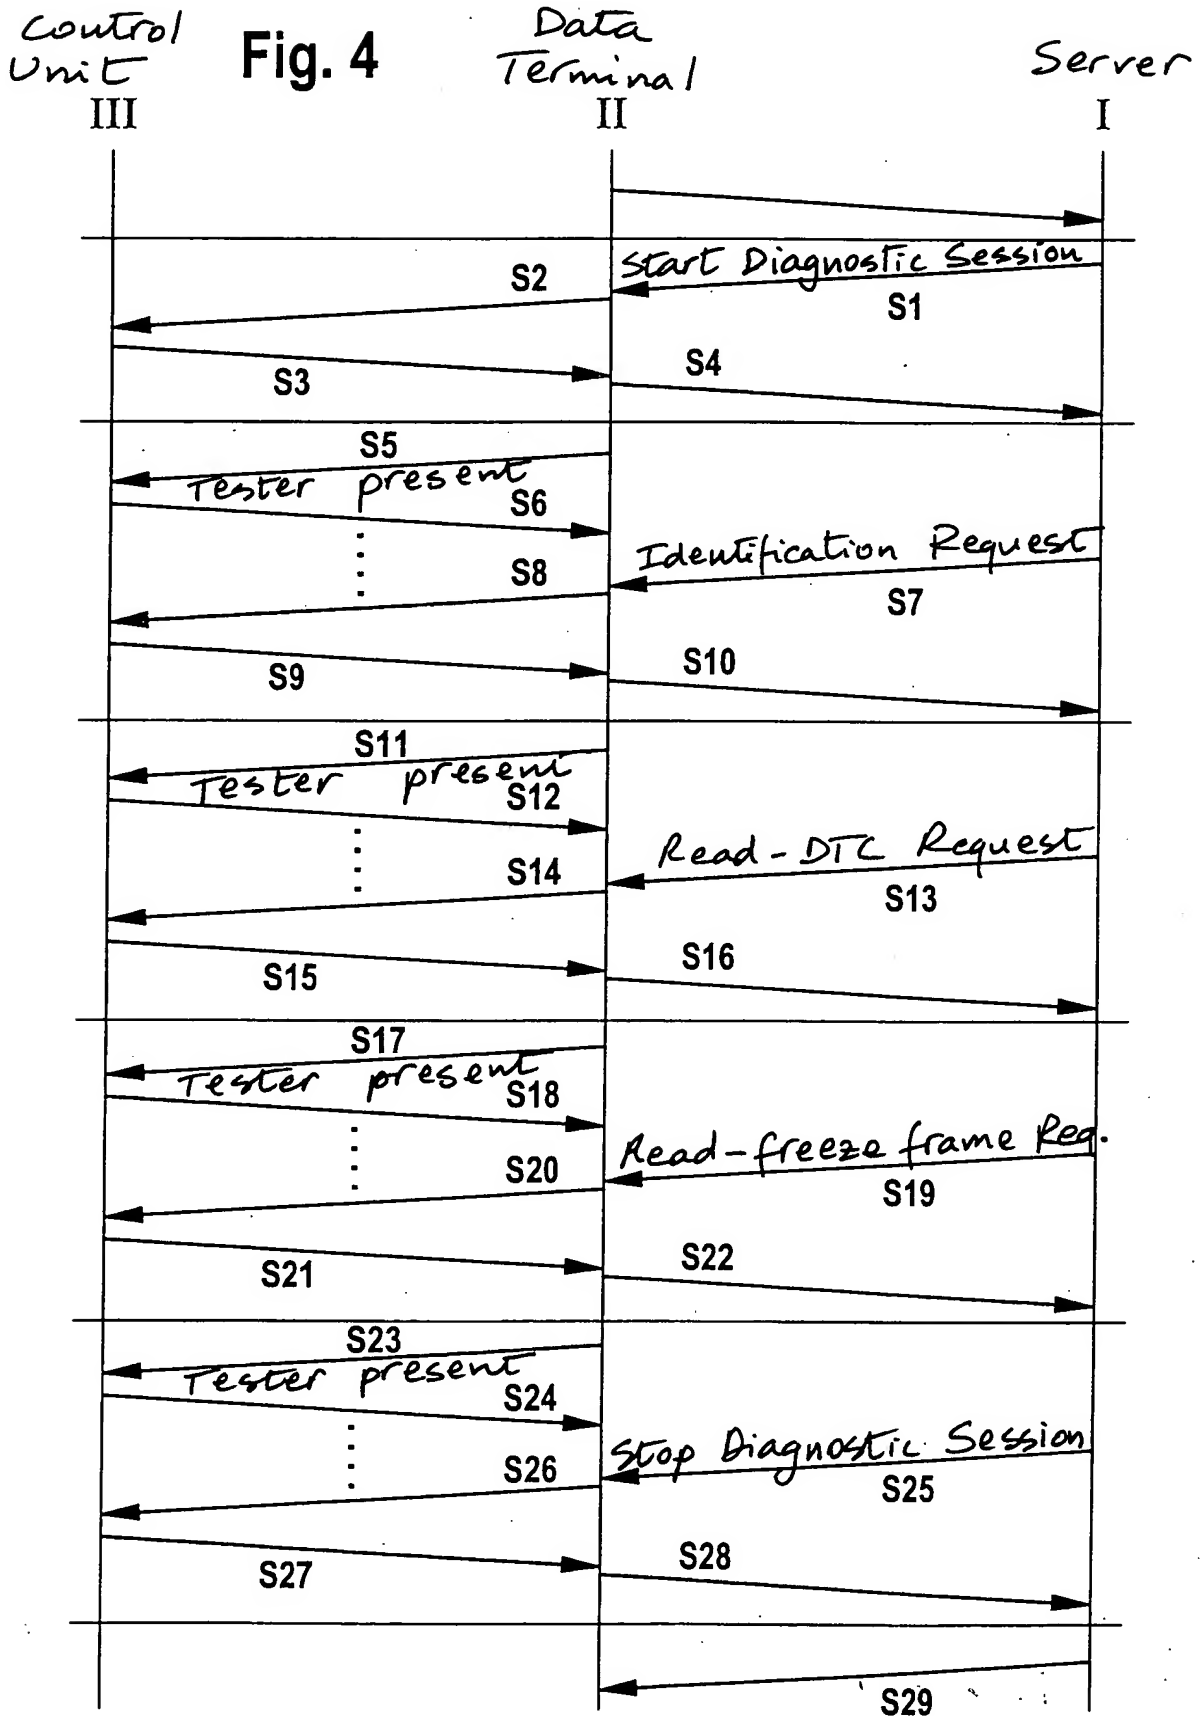 Control Unit
Fig. 4
Data Terminal
Server
III
II
I
Start Diagnostic Session
S2
S1
S3
S4
S5
Tester present
S6
Identification Request
S8
S7
S9
S10
S11
Tester present
S12
Read-DTC Request
S14
S13
S15
S16
S17
Tester present
S18
Read-freeze frame Req.
S20
S19
S21
S22
S23
Tester present
S24
Stop Diagnostic Session
S26
S25
S27
S28
S29